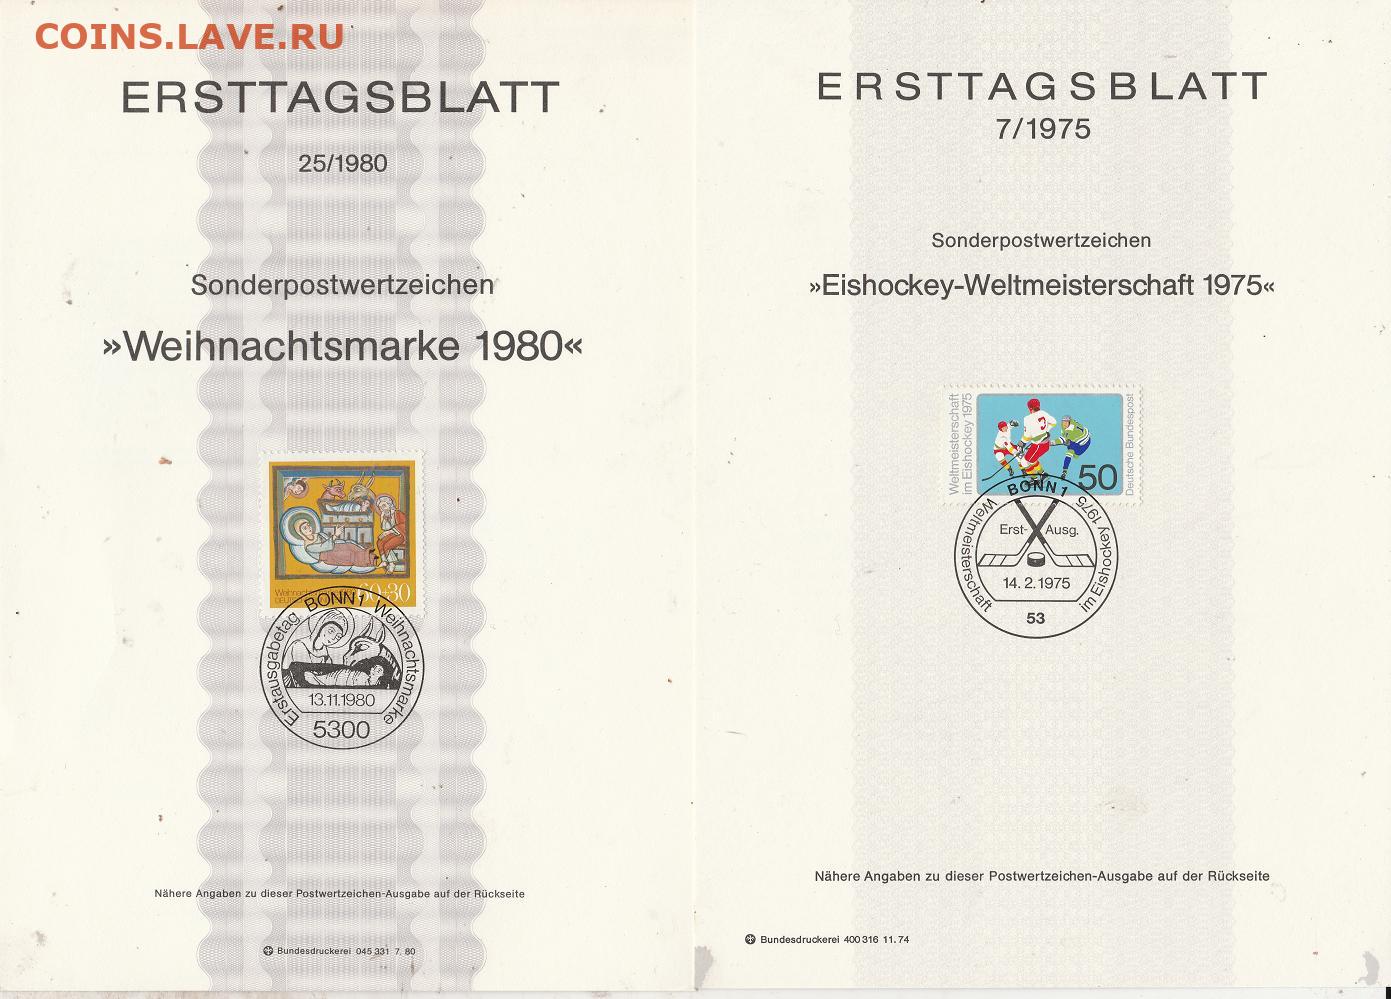 COINS.LAVE.RU
ERSTTAGSBLATT
25/1980
Sonderpostwertzeichen
»Weihnachtsmarke 1980«
60+30
BONN 1
Erstausgabetag
Weihnachtsmarke
13.11.1980
5300
Nähere Angaben zu dieser Postwertzeichen-Ausgabe auf der Rückseite
Bundesdruckerei 045 331 7. 80
ERSTTAGSBLATT
7/1975
Sonderpostwertzeichen
»Eishockey-Weltmeisterschaft 1975«
Weltmeisterschaft
im Eishockey 1975
3
50
Deutsche Bundespost
BONN 1
Weltmeisterschaft
im Eishockey 1975
Erst- Ausg.
14. 2. 1975
53
Nähere Angaben zu dieser Postwertzeichen-Ausgabe auf der Rückseite
Bundesdruckerei 400 316 11. 74